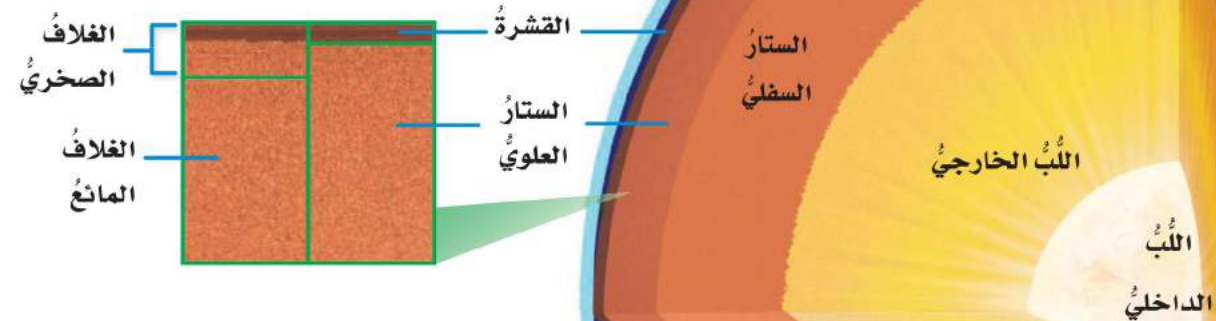 القشرةُ
الغلافُ
الصخريُّ
الستارُ
السفليُّ
الستارُ
العلويُّ
الغلافُ
المائعُ
اللُّبُّ الخارجيُّ
اللُّبُّ
الداخليُّ